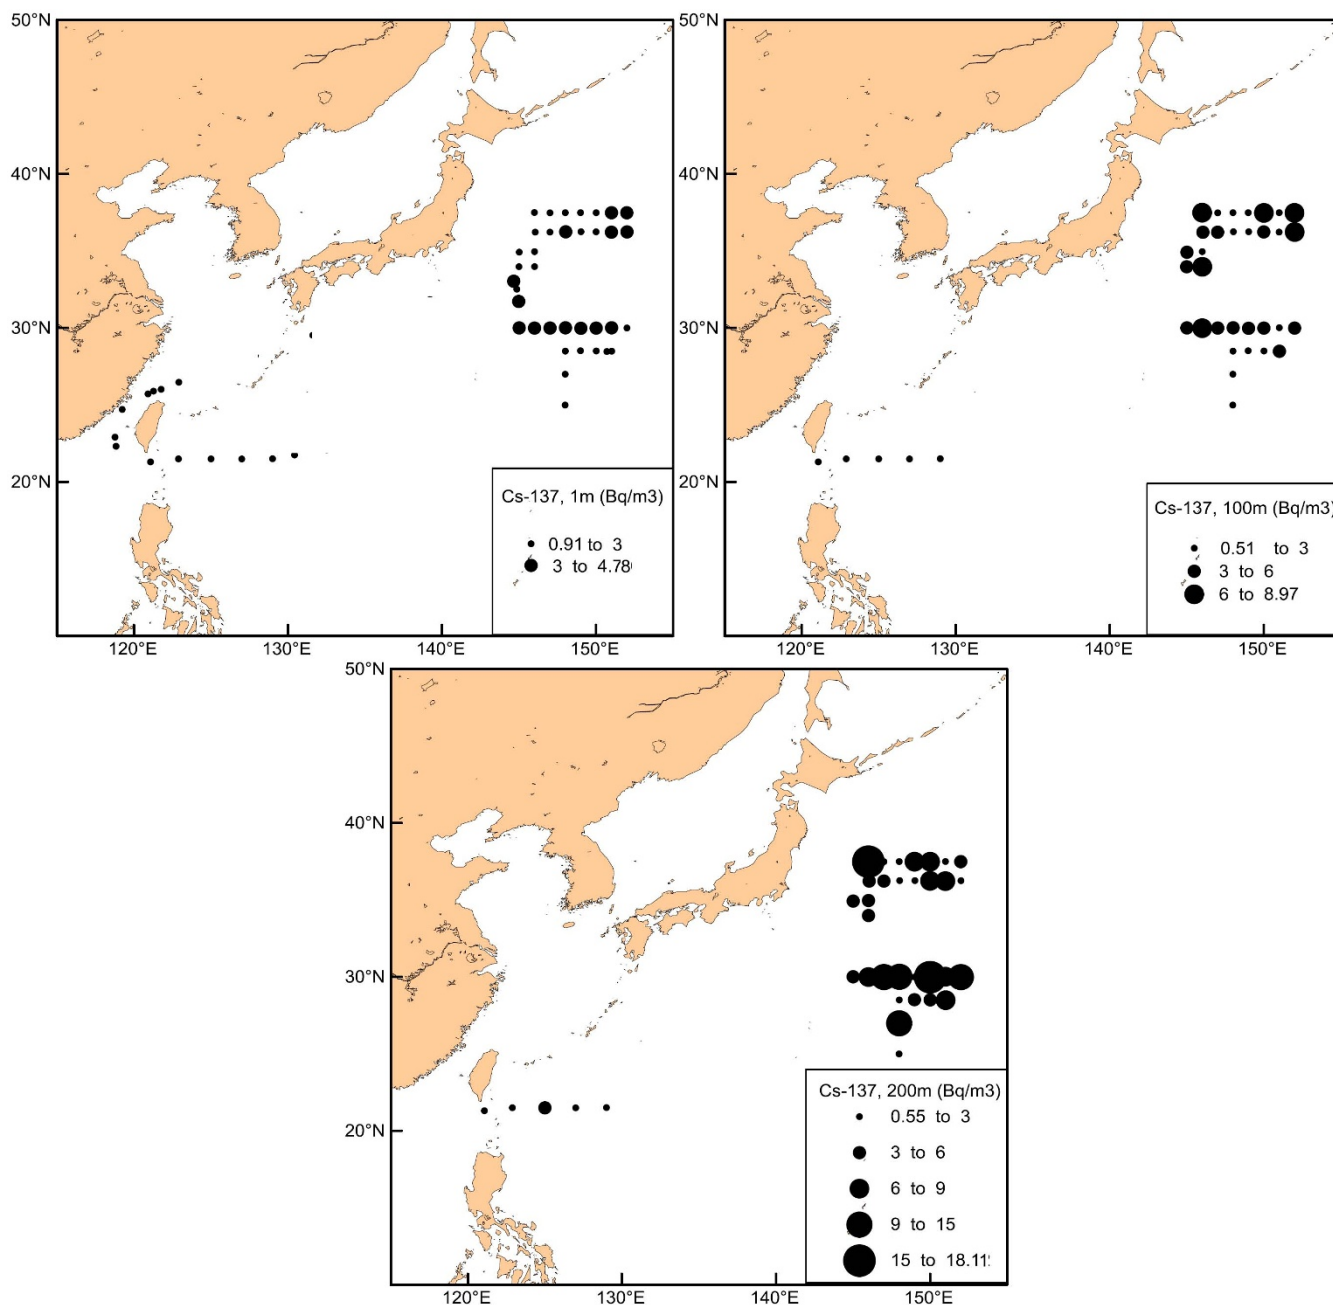 50°N
50°N
40°N
40°N
30°N
30°N
20°N
20°N
Cs-137, 1m (Bq/m3)
0.91 to 3
3 to 4.78
Cs-137, 100m (Bq/m3)
0.51 to 3
3 to 6
6 to 8.97
120°E 130°E 140°E 150°E
120°E 130°E 140°E 150°E
50°N
40°N
30°N
20°N
Cs-137, 200m (Bq/m3)
0.55 to 3
3 to 6
6 to 9
9 to 15
15 to 18.11
120°E 130°E 140°E 150°E